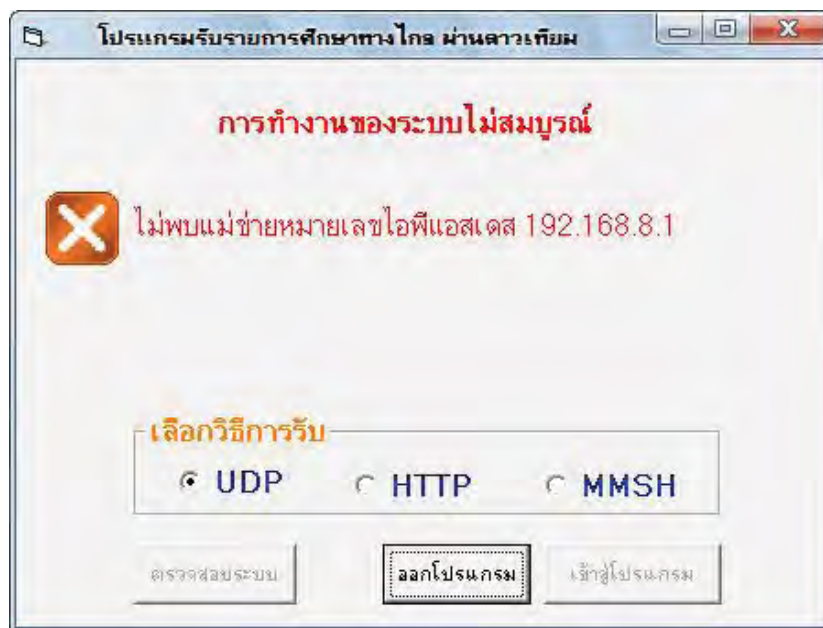 โปรแกรมรับรายการศึกษาทางไกล ผ่านดาวเทียม
การทำงานของระบบไม่สมบูรณ์
ไม่พบแม่ข่ายหมายเลขไอพีแอสเดส 192.168.8.1
เลือกวิธีการรับ
UDP HTTP MMSH
ตรวจสอบระบบ ออกโปรแกรม เข้าสู่โปรแกรม